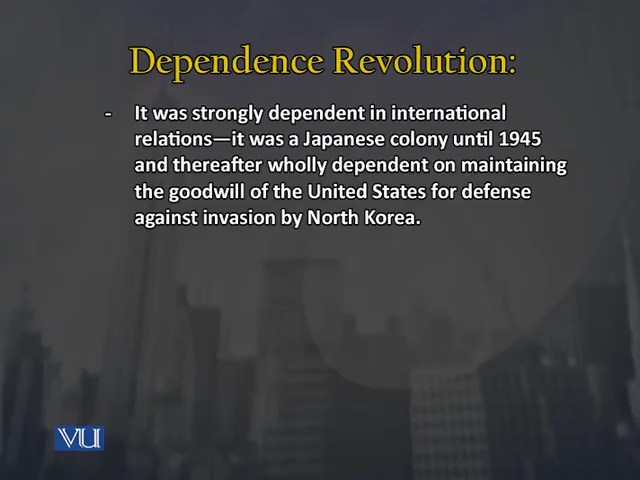 Dependence Revolution:
- It was strongly dependent in international
relations—it was a Japanese colony until 1945
and thereafter wholly dependent on maintaining
the goodwill of the United States for defense
against invasion by North Korea.
VU